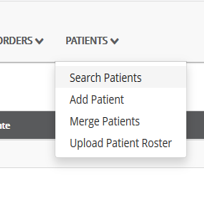 ORDERS PATIENTS
Search Patients
Add Patient
Merge Patients
Upload Patient Roster